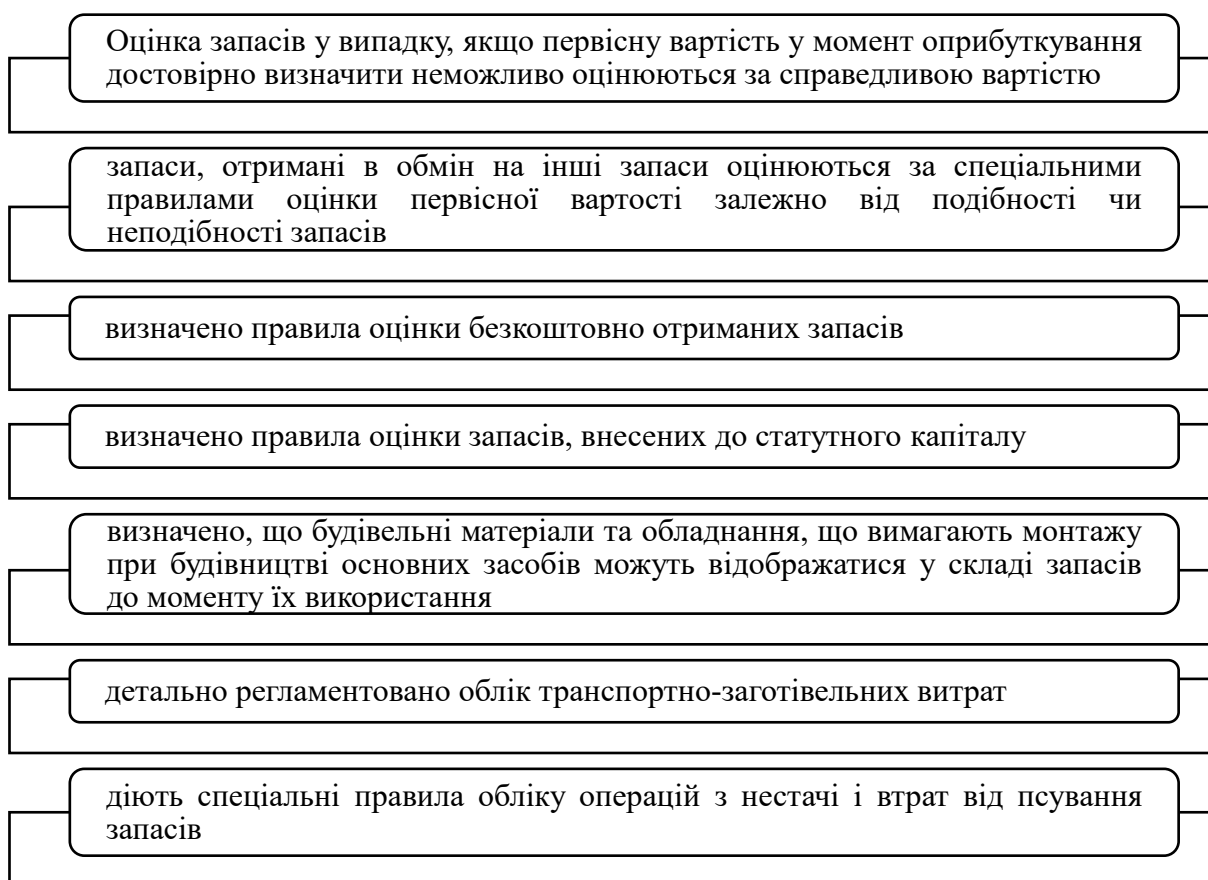 Оцінка запасів у випадку, якщо первісну вартість у момент оприбуткування
достовірно визначити неможливо оцінюються за справедливою вартістю
запаси, отримані в обмін на інші запаси оцінюються за спеціальними
правилами оцінки первісної вартості залежно від подібності чи
неподібності запасів
визначено правила оцінки безкоштовно отриманих запасів
визначено правила оцінки запасів, внесених до статутного капіталу
визначено, що будівельні матеріали та обладнання, що вимагають монтажу
при будівництві основних засобів можуть відображатися у складі запасів
до моменту їх використання
детально регламентовано облік транспортно-заготівельних витрат
діють спеціальні правила обліку операцій з нестачі і втрат від псування
запасів